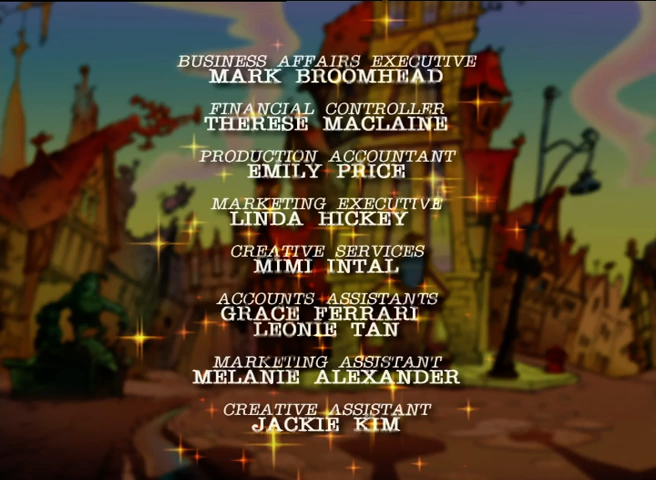 BUSINESS AFFAIRS EXECUTIVE
MARK BROOMHEAD
FINANCIAL CONTROLLER
THERESE MACLAINE
PRODUCTION ACCOUNTANT
EMILY PRICE
MARKETING EXECUTIVE
LINDA HICKEY
CREATIVE SERVICES
MIMI INTAL
ACCOUNTS ASSISTANTS
GRACE FERRARI
LEONIE TAN
MARKETING ASSISTANT
MELANIE ALEXANDER
CREATIVE ASSISTANT
JACKIE KIM